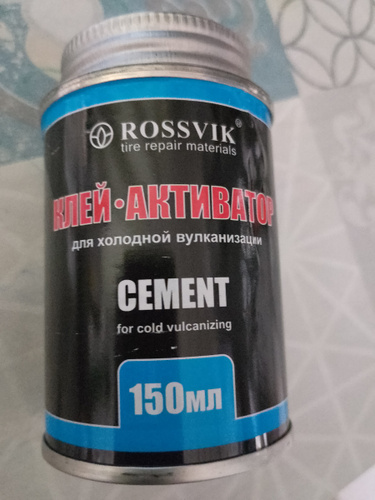 ROSSVIK®
tire repair materials
КЛЕЙ•АКТИВАТОР
для холодной вулканизации
CEMENT
for cold vulcanizing
150мл